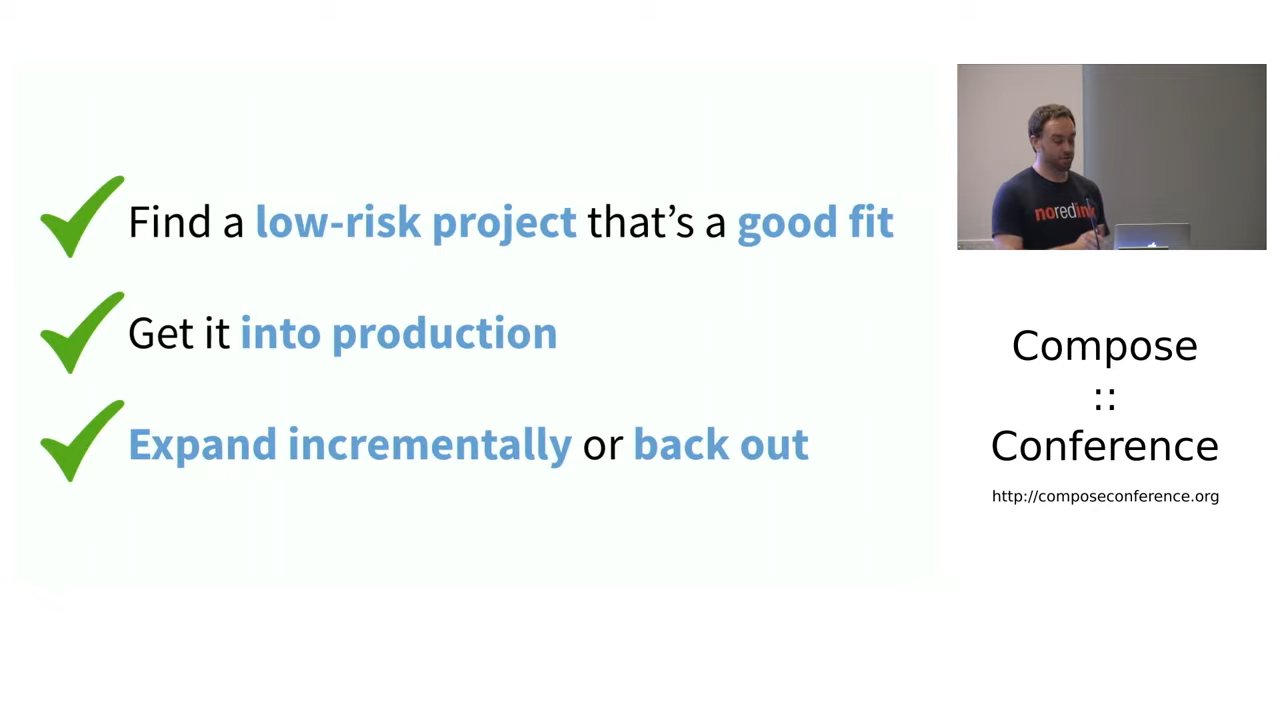 Find a low-risk project that’s a good fit
Get it into production
Expand incrementally or back out
noredink
Compose
::
Conference
http://composeconference.org